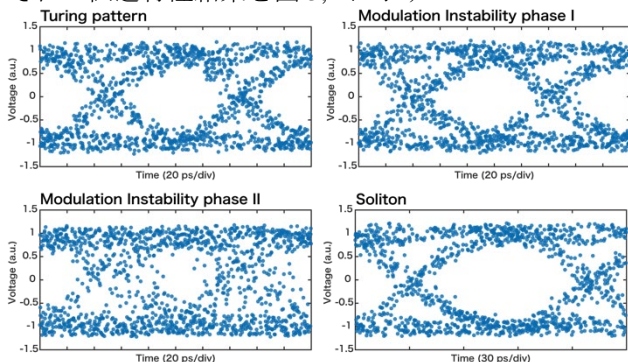 Turing pattern
1.5
1
0.5
0
-0.5
-1
-1.5
Voltage (a.u.)
Time (20 ps/div)
Modulation Instability phase I
1.5
1
0.5
0
-0.5
-1
-1.5
Voltage (a.u.)
Time (20 ps/div)
Modulation Instability phase II
1.5
1
0.5
0
-0.5
-1
-1.5
Voltage (a.u.)
Time (20 ps/div)
Soliton
1.5
1
0.5
0
-0.5
-1
-1.5
Voltage (a.u.)
Time (30 ps/div)